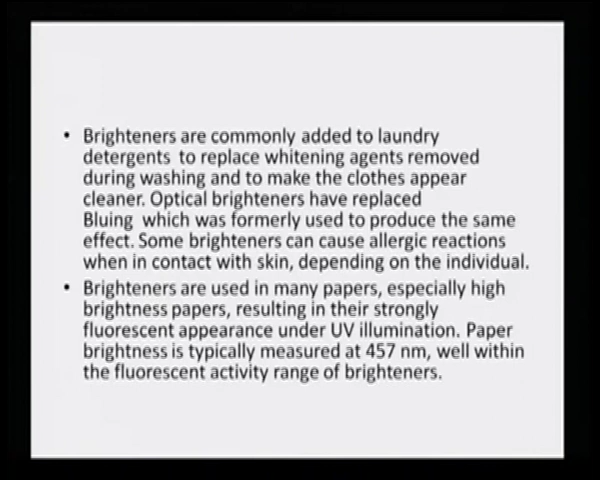 • Brighteners are commonly added to laundry
detergents to replace whitening agents removed
during washing and to make the clothes appear
cleaner. Optical brighteners have replaced
Bluing which was formerly used to produce the same
effect. Some brighteners can cause allergic reactions
when in contact with skin, depending on the individual.
• Brighteners are used in many papers, especially high
brightness papers, resulting in their strongly
fluorescent appearance under UV illumination. Paper
brightness is typically measured at 457 nm, well within
the fluorescent activity range of brighteners.